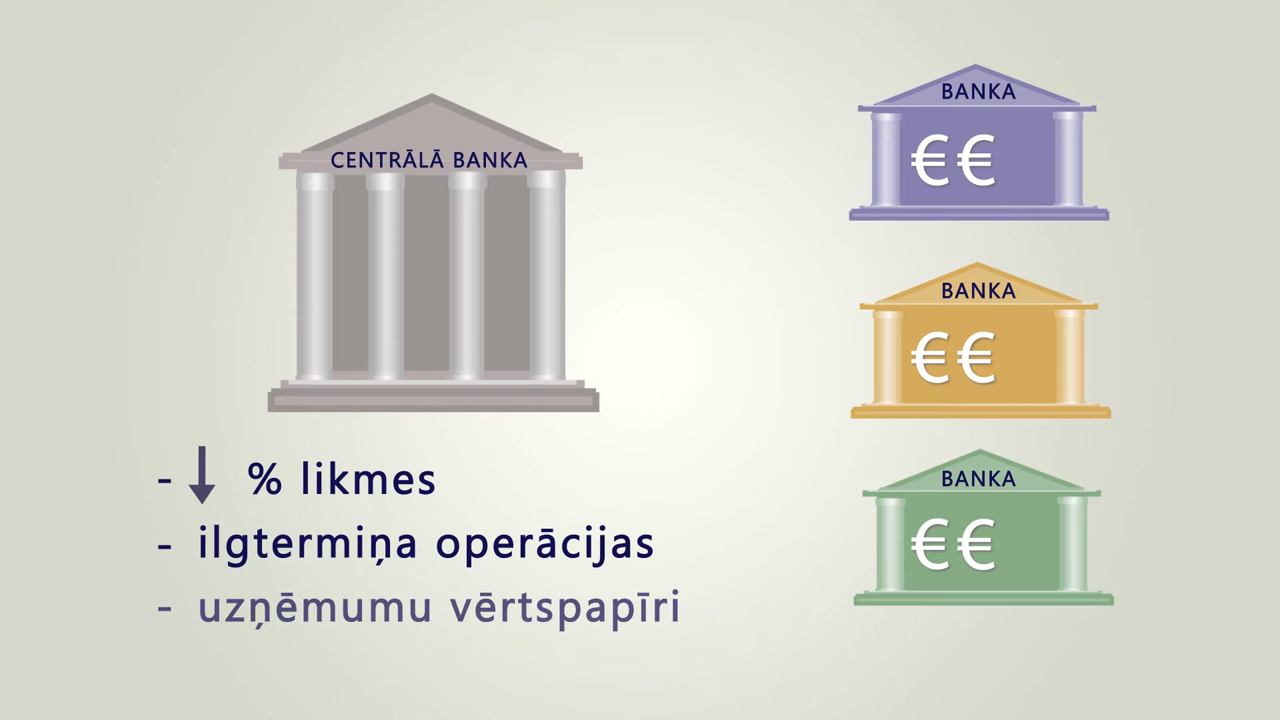 CENTRĀLĀ BANKA
- ↓ % likmes
- ilgtermiņa operācijas
- uzņēmumu vērtspapīri
BANKA
€€
BANKA
€€
BANKA
€€